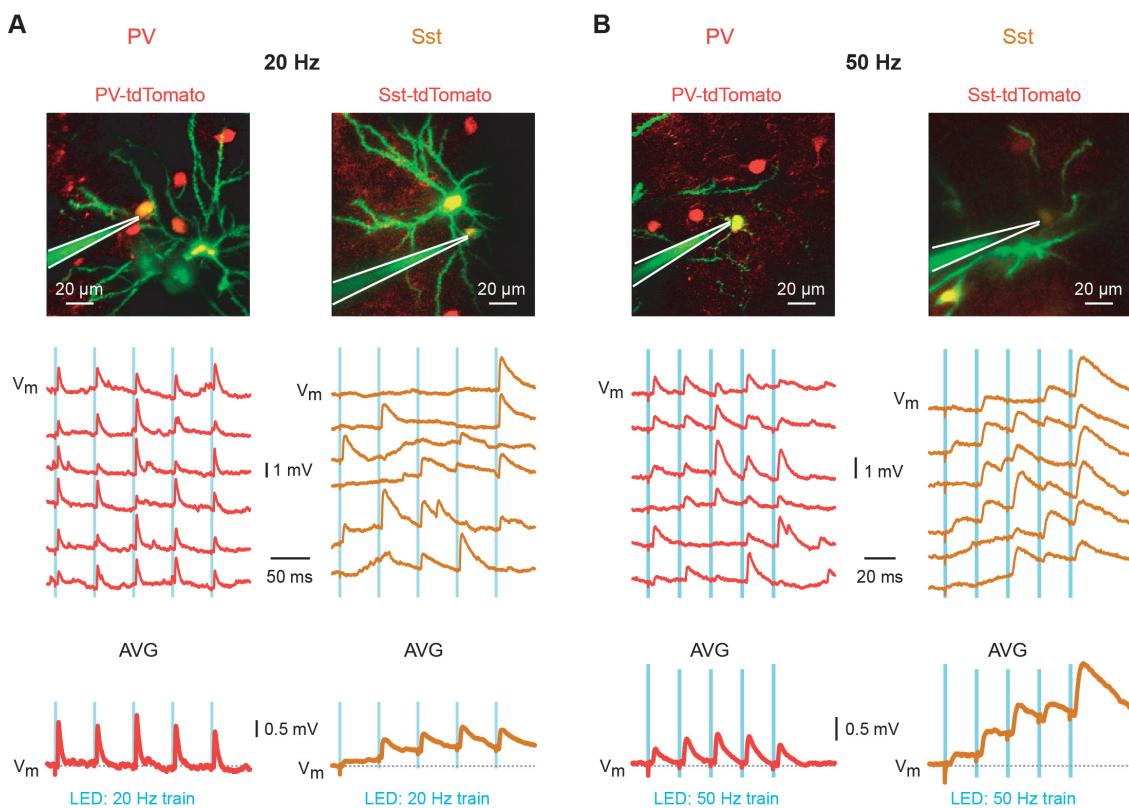 A
PV
Sst
20 Hz
PV-tdTomato
Sst-tdTomato
20 µm
20 µm
Vm
1 mV
50 ms
AVG
AVG
0.5 mV
Vm
LED: 20 Hz train
LED: 20 Hz train
B
PV
Sst
50 Hz
PV-tdTomato
Sst-tdTomato
20 µm
20 µm
Vm
Vm
1 mV
20 ms
AVG
AVG
0.5 mV
Vm
Vm
LED: 50 Hz train
LED: 50 Hz train